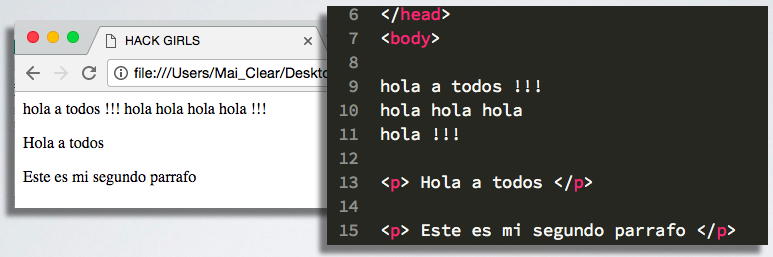 HACK GIRLS
file:///Users/Mai_Clear/Deskto
hola a todos !!! hola hola hola hola !!!
Hola a todos
Este es mi segundo parrafo
6 </head>
7 <body>
8
9 hola a todos !!!
10 hola hola hola
11 hola !!!
12
13 <p> Hola a todos </p>
14
15 <p> Este es mi segundo parrafo </p>